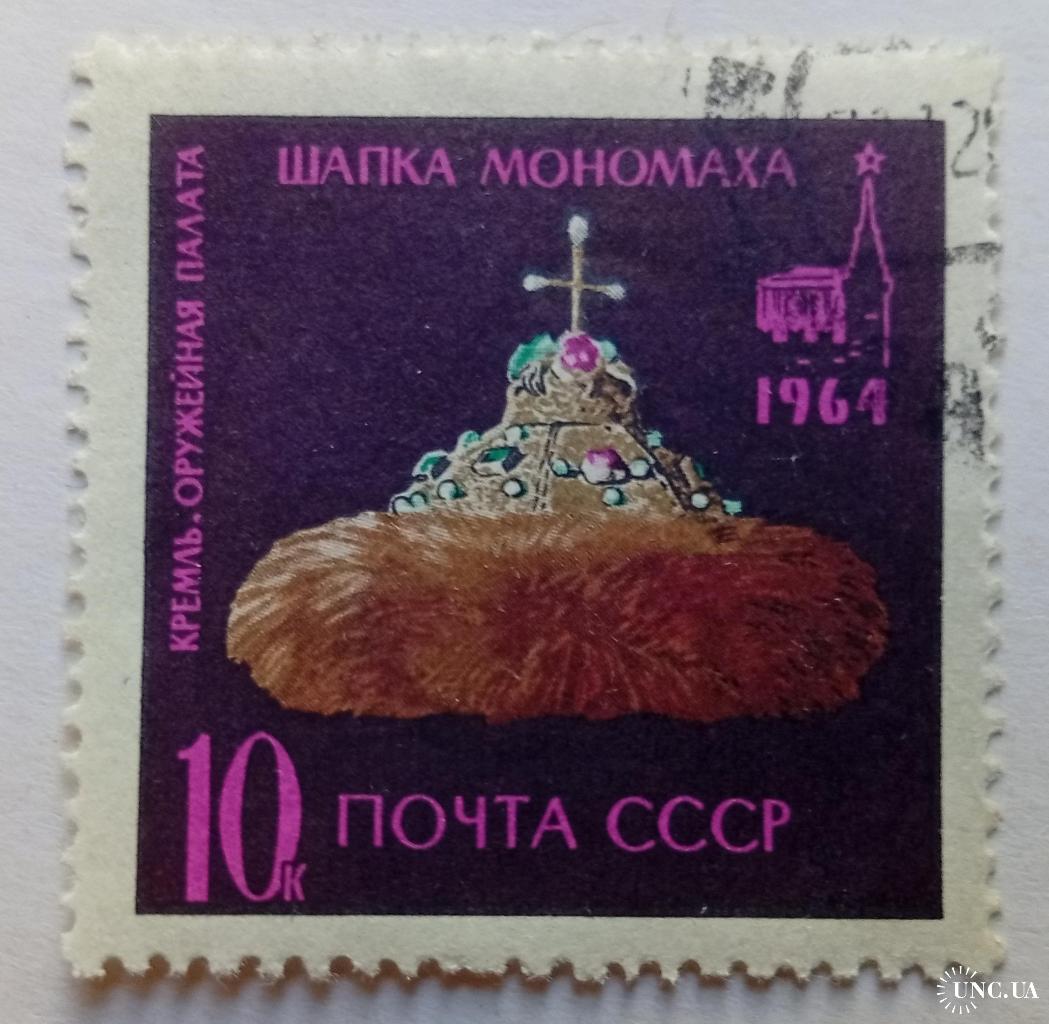 ШАПКА МОНОМАХА
КРЕМЛЬ. ОРУЖЕЙНАЯ ПАЛАТА
1964
10к
ПОЧТА СССР
UNC.UA